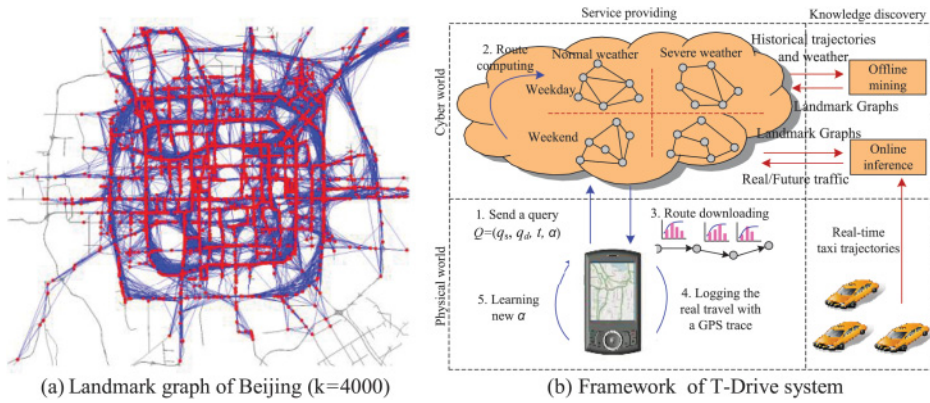 Service providing
Knowledge discovery
Cyber world
2. Route
computing
Normal weather
Severe weather
Weekday
Weekend
Historical trajectories
and weather
Offline
mining
Landmark Graphs
Landmark Graphs
Online
inference
Real/Future traffic
Physical world
1. Send a query
Q=(qs, qd, t, α)
3. Route downloading
Real-time
taxi trajectories
5. Learning
new α
4. Logging the
real travel with
a GPS trace
(a) Landmark graph of Beijing (k=4000)
(b) Framework of T-Drive system